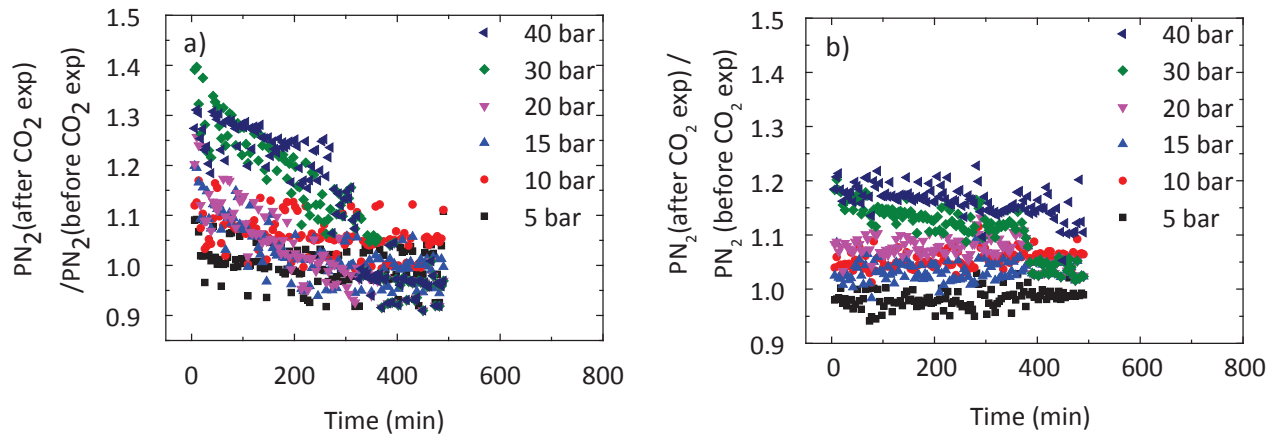 a)
PN2(after CO2 exp)
/PN2(before CO2 exp)
1.5
1.4
1.3
1.2
1.1
1.0
0.9
40 bar
30 bar
20 bar
15 bar
10 bar
5 bar
0 200 400 600 800
Time (min)
b)
PN2(after CO2 exp) /
PN2 (before CO2 exp)
1.5
1.4
1.3
1.2
1.1
1.0
0.9
40 bar
30 bar
20 bar
15 bar
10 bar
5 bar
0 200 400 600 800
Time (min)